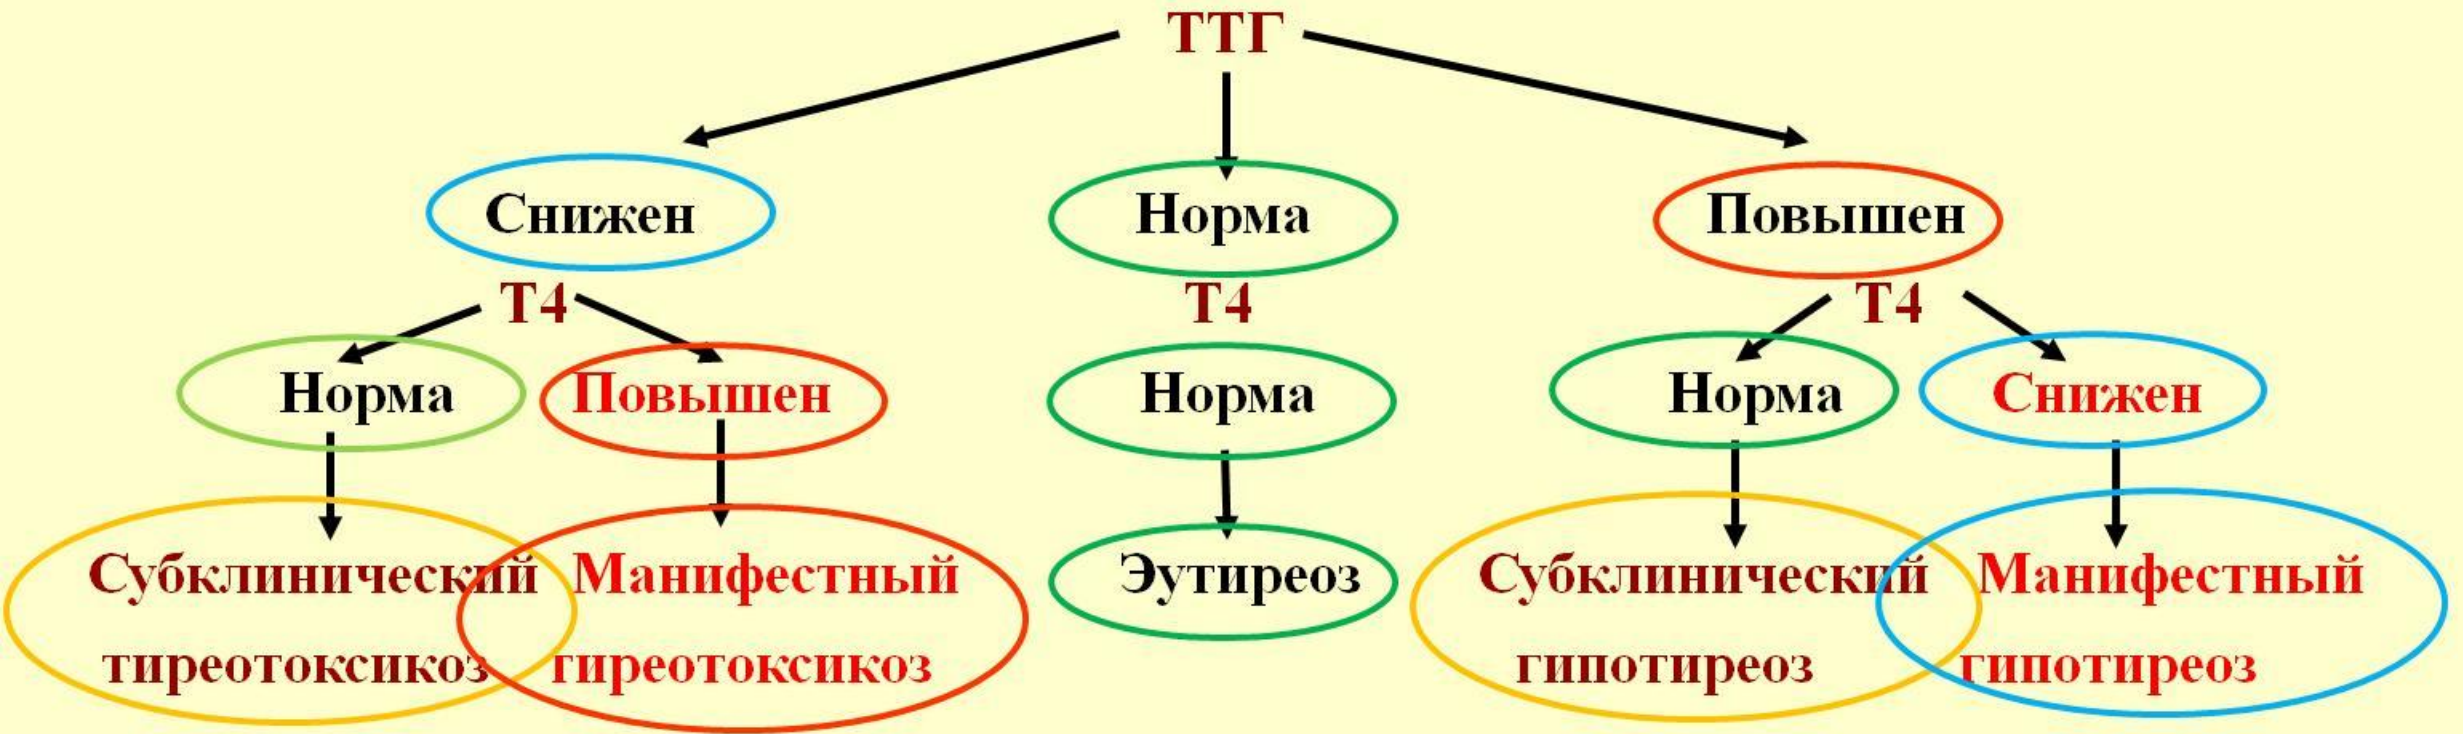 ТТГ
Снижен
Норма
Повышен
Т4
Т4
Т4
Норма
Повышен
Норма
Норма
Снижен
Субклинический
тиреотоксикоз
Манифестный
тиреотоксикоз
Эутиреоз
Субклинический
гипотиреоз
Манифестный
гипотиреоз